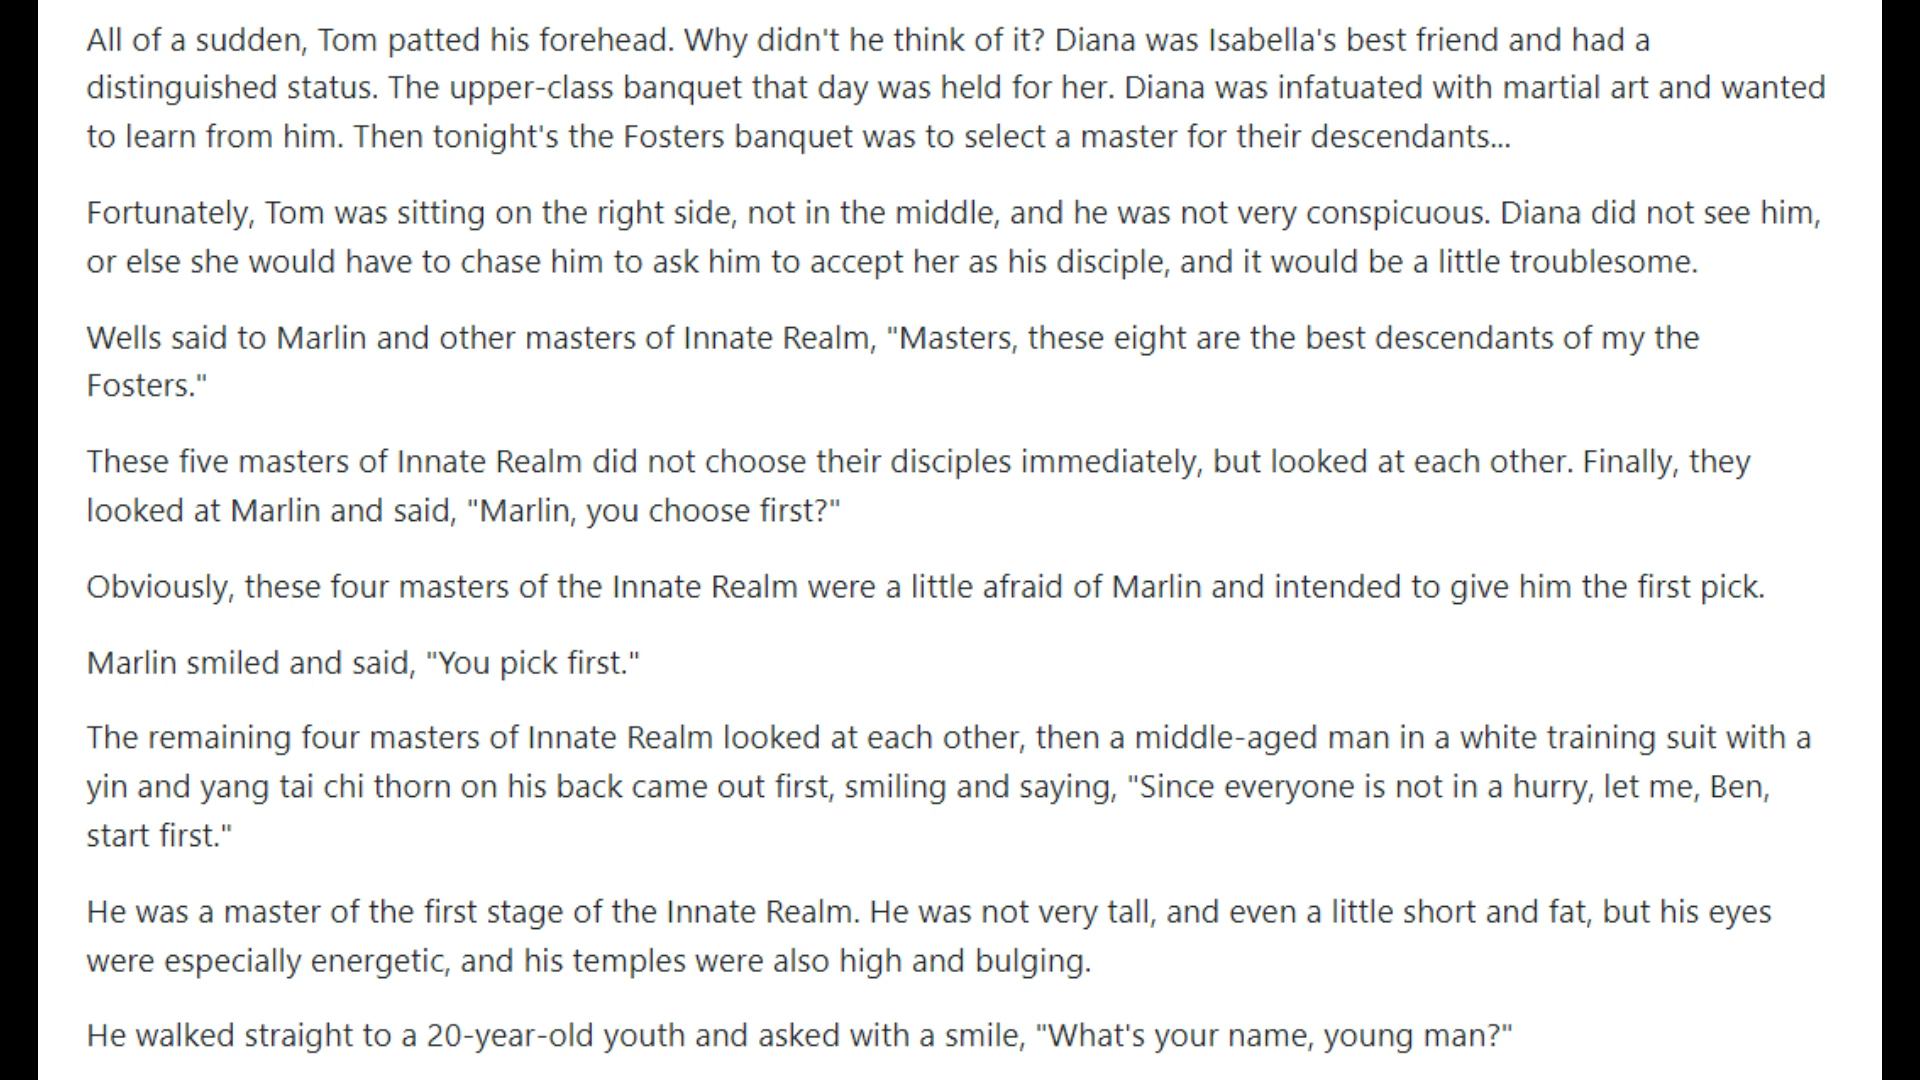 All of a sudden, Tom patted his forehead. Why didn't he think of it? Diana was Isabella's best friend and had a
distinguished status. The upper-class banquet that day was held for her. Diana was infatuated with martial art and wanted
to learn from him. Then tonight's the Fosters banquet was to select a master for their descendants...
Fortunately, Tom was sitting on the right side, not in the middle, and he was not very conspicuous. Diana did not see him,
or else she would have to chase him to ask him to accept her as his disciple, and it would be a little troublesome.
Wells said to Marlin and other masters of Innate Realm, "Masters, these eight are the best descendants of my the
Fosters."
These five masters of Innate Realm did not choose their disciples immediately, but looked at each other. Finally, they
looked at Marlin and said, "Marlin, you choose first?"
Obviously, these four masters of the Innate Realm were a little afraid of Marlin and intended to give him the first pick.
Marlin smiled and said, "You pick first."
The remaining four masters of Innate Realm looked at each other, then a middle-aged man in a white training suit with a
yin and yang tai chi thorn on his back came out first, smiling and saying, "Since everyone is not in a hurry, let me, Ben,
start first."
He was a master of the first stage of the Innate Realm. He was not very tall, and even a little short and fat, but his eyes
were especially energetic, and his temples were also high and bulging.
He walked straight to a 20-year-old youth and asked with a smile, "What's your name, young man?"